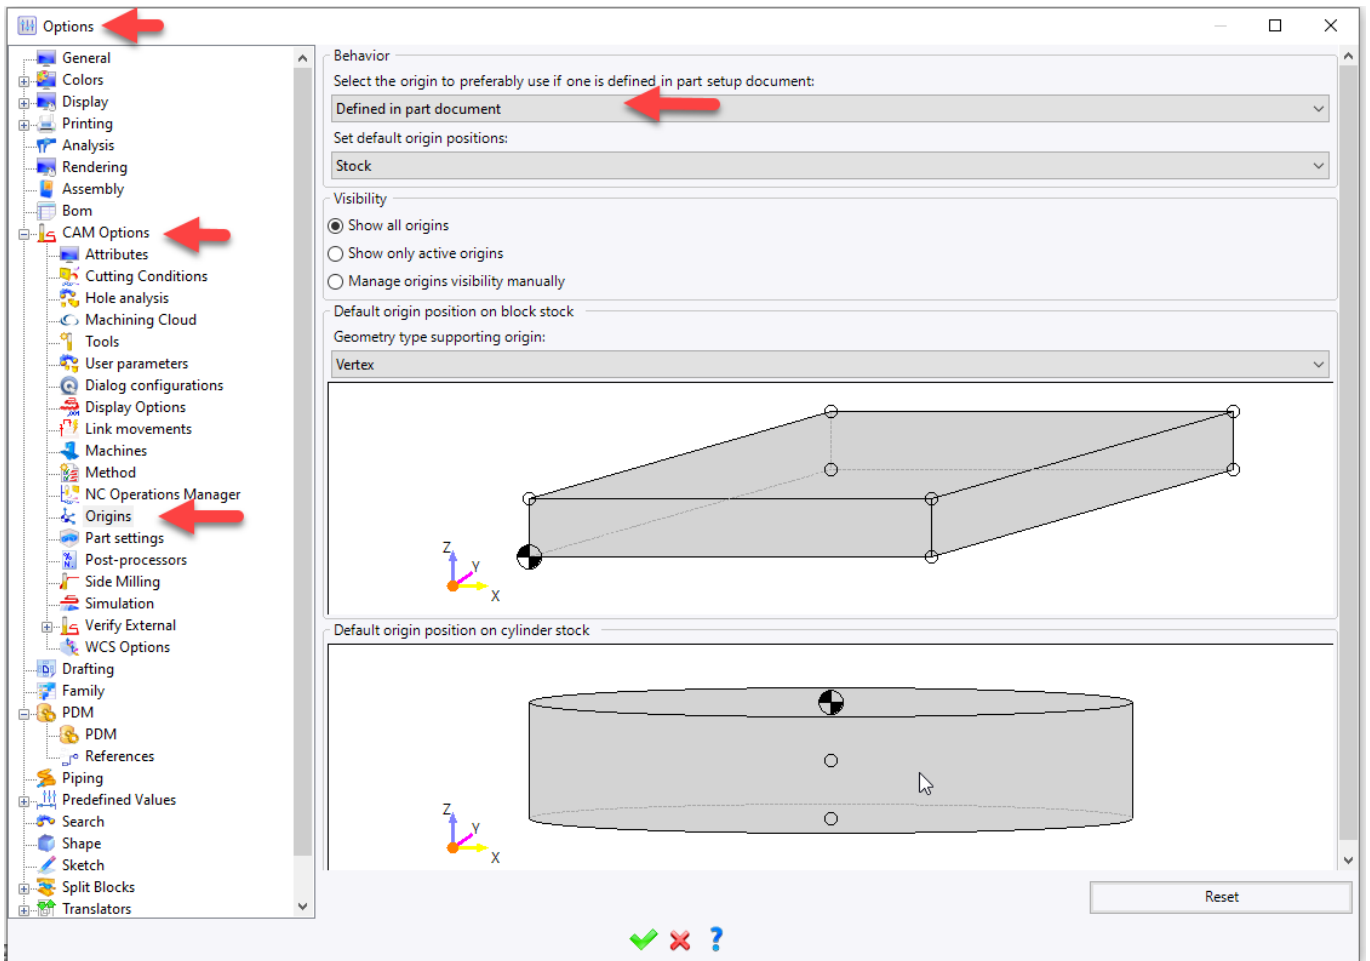 Options
General
Colors
Display
Printing
Analysis
Rendering
Assembly
Bom
CAM Options
Attributes
Cutting Conditions
Hole analysis
Machining Cloud
Tools
User parameters
Dialog configurations
Display Options
Link movements
Machines
Method
NC Operations Manager
Origins
Part settings
Post-processors
Side Milling
Simulation
Verify External
WCS Options
Drafting
Family
PDM
PDM
References
Piping
Predefined Values
Search
Shape
Sketch
Split Blocks
Translators
Behavior
Select the origin to preferably use if one is defined in part setup document:
Defined in part document
Set default origin positions:
Stock
Visibility
Show all origins
Show only active origins
Manage origins visibility manually
Default origin position on block stock
Geometry type supporting origin:
Vertex
Z
Y
X
Default origin position on cylinder stock
Z
Y
X
Reset